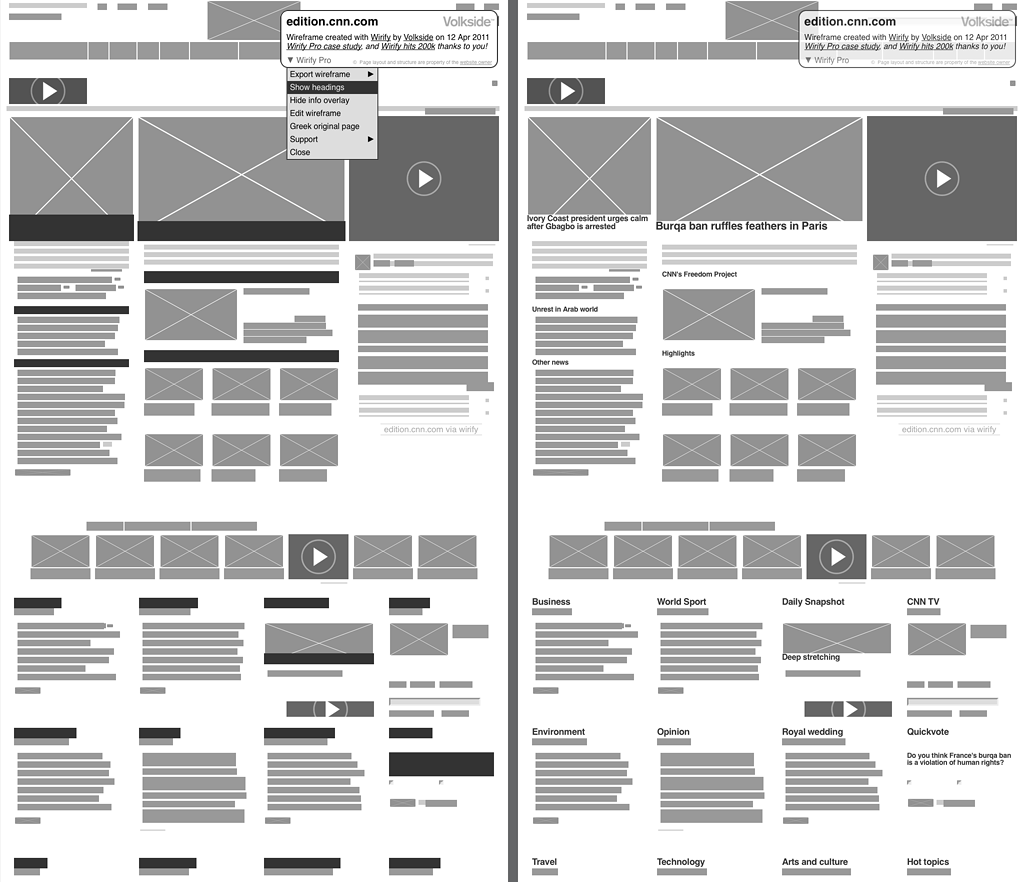 edition.cnn.com
Volkside™
Wireframe created with Wirify by Volkside on 12 Apr 2011
Wirify Pro case study, and Wirify hits 200k thanks to you!
▼ Wirify Pro
©. Page layout and structure are property of the website owner.
Export wireframe ▶
Show headings
Hide info overlay
Edit wireframe
Greek original page
Support ▶
Close
edition.cnn.com via wirify
edition.cnn.com
Volkside™
Wireframe created with Wirify by Volkside on 12 Apr 2011
Wirify Pro case study, and Wirify hits 200k thanks to you!
▼ Wirify Pro
©. Page layout and structure are property of the website owner.
Ivory Coast president urges calm
after Gbagbo is arrested
Burqa ban ruffles feathers in Paris
CNN's Freedom Project
Unrest in Arab world
Highlights
Other news
edition.cnn.com via wirify
Business
World Sport
Daily Snapshot
CNN TV
Deep stretching
Environment
Opinion
Royal wedding
Quickvote
Do you think France's burqa ban
is a violation of human rights?
Travel
Technology
Arts and culture
Hot topics